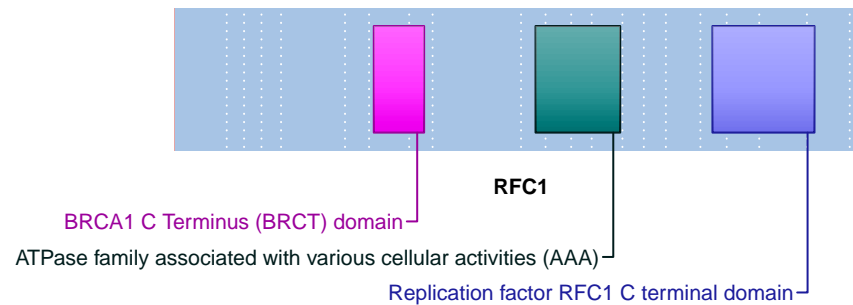 RFC1
BRCA1 C Terminus (BRCT) domain
ATPase family associated with various cellular activities (AAA)
Replication factor RFC1 C terminal domain